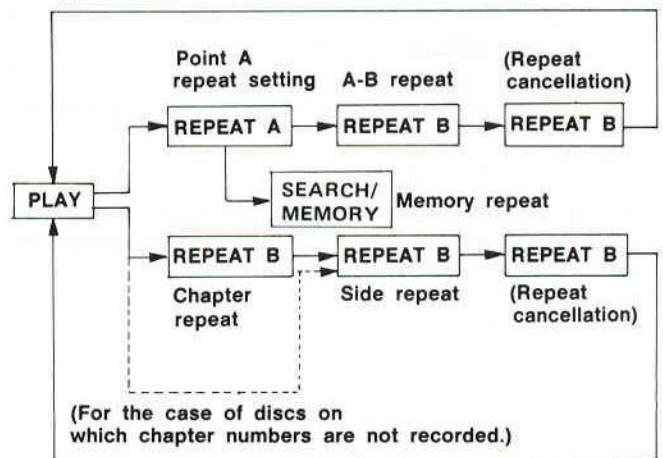 Point A
repeat setting
A-B repeat
(Repeat
cancellation)
REPEAT A
REPEAT B
REPEAT B
PLAY
SEARCH/
MEMORY
Memory repeat
REPEAT B
REPEAT B
REPEAT B
Chapter
repeat
Side repeat
(Repeat
cancellation)
(For the case of discs on
which chapter numbers are not recorded.)